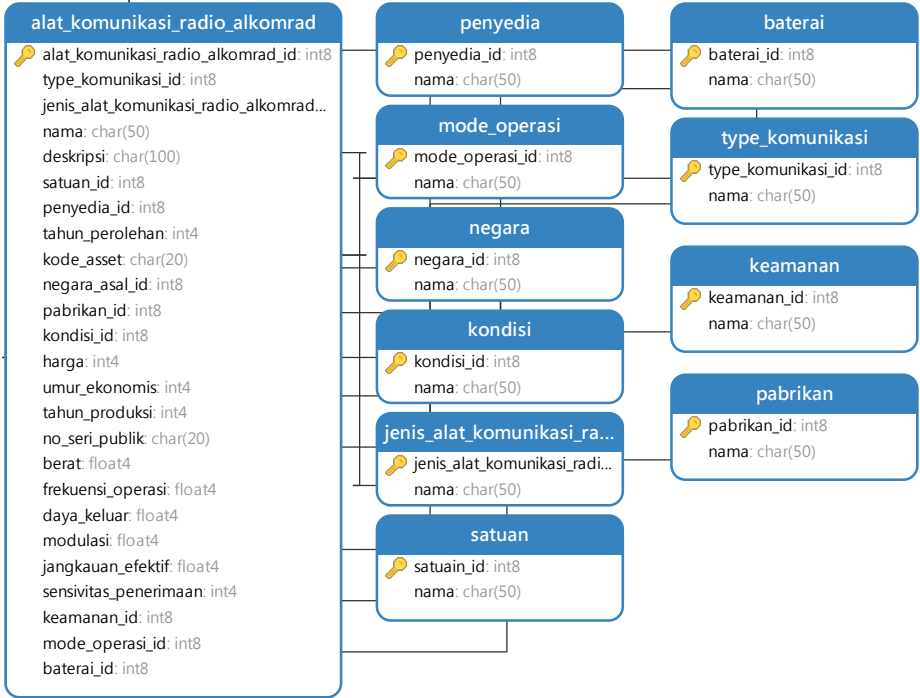 alat_komunikasi_radio_alkomrad
alat_komunikasi_radio_alkomrad_id: int8
type_komunikasi_id: int8
jenis_alat_komunikasi_radio_alkomrad...
nama: char(50)
deskripsi: char(100)
satuan_id: int8
penyedia_id: int8
tahun_perolehan: int4
kode_asset: char(20)
negara_asal_id: int8
pabrikan_id: int8
kondisi_id: int8
harga: int4
umur_ekonomis: int4
tahun_produksi: int4
no_seri_publik: char(20)
berat: float4
frekuensi_operasi: float4
daya_keluar: float4
modulasi: float4
jangkauan_efektif: float4
sensivitas_penerimaan: int4
keamanan_id: int8
mode_operasi_id: int8
baterai_id: int8
penyedia
penyedia_id: int8
nama: char(50)
mode_operasi
mode_operasi_id: int8
nama: char(50)
negara
negara_id: int8
nama: char(50)
kondisi
kondisi_id: int8
nama: char(50)
jenis_alat_komunikasi_ra...
jenis_alat_komunikasi_radi...
nama: char(50)
satuan
satuain_id: int8
nama: char(50)
baterai
baterai_id: int8
nama: char(50)
type_komunikasi
type_komunikasi_id: int8
nama: char(50)
keamanan
keamanan_id: int8
nama: char(50)
pabrikan
pabrikan_id: int8
nama: char(50)